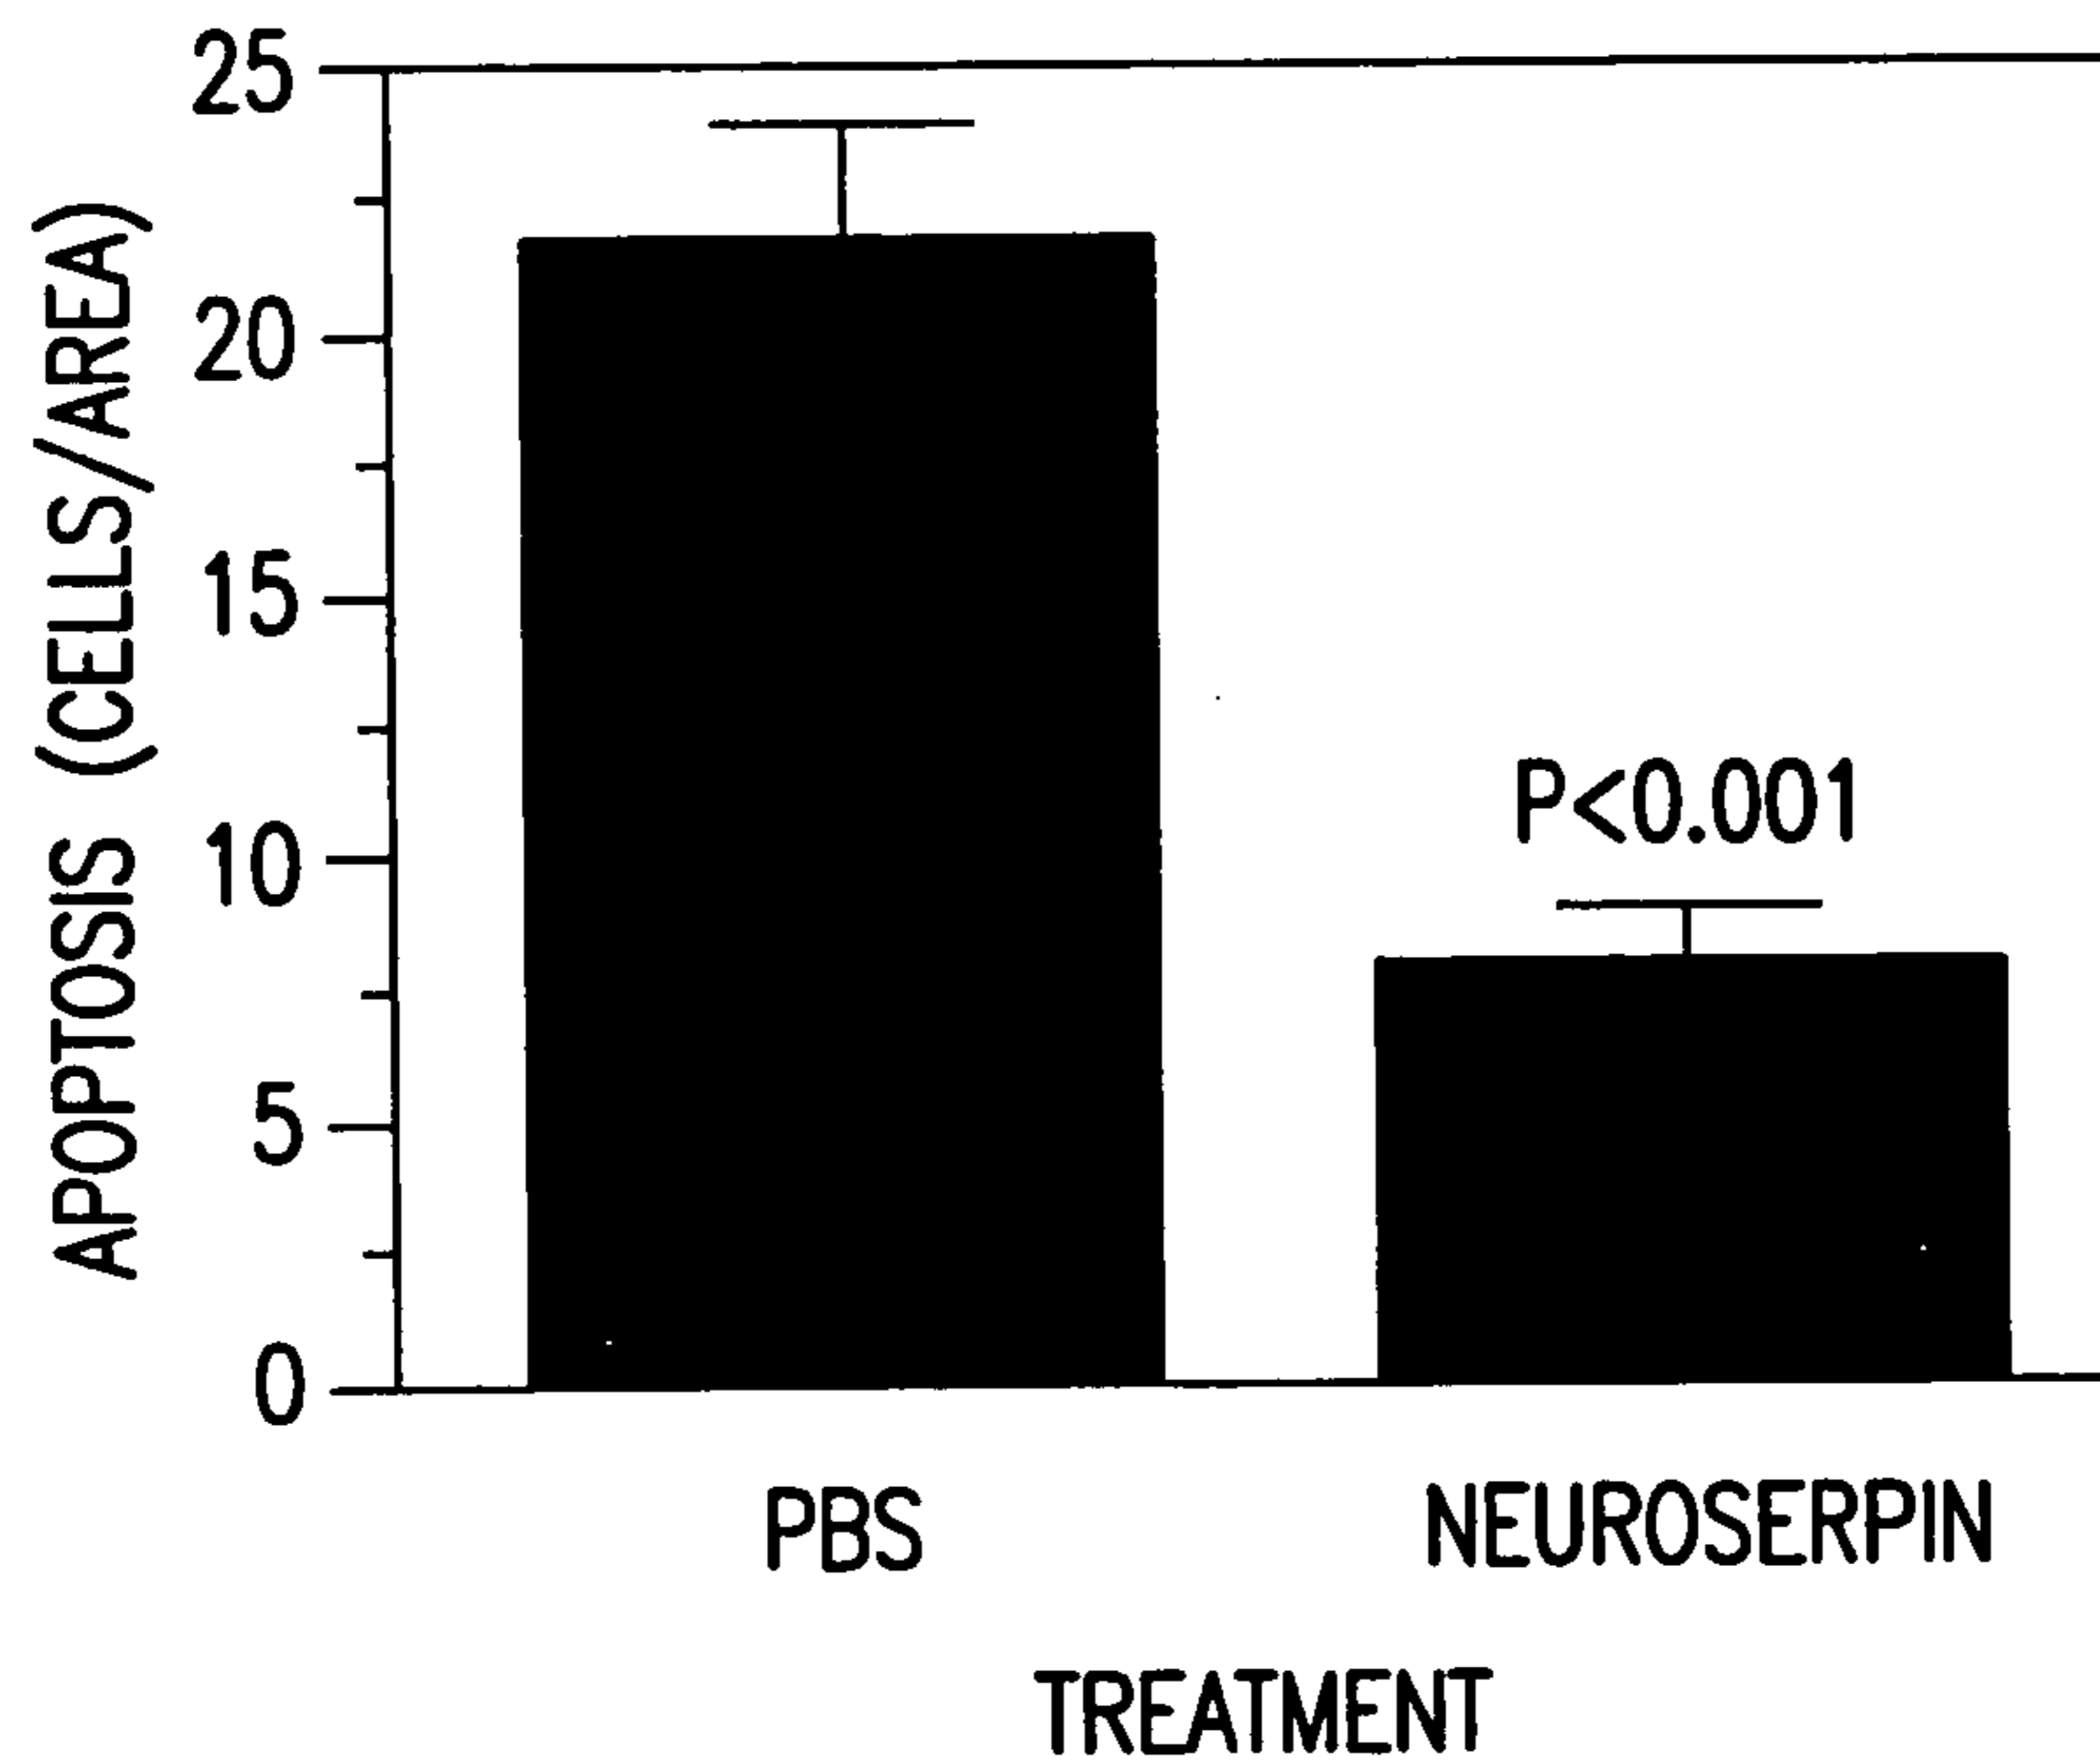 APOPTOSIS (CELLS/AREA)
25
20
15
10
5
0
P<0.001
PBS
NEUROSERPIN
TREATMENT